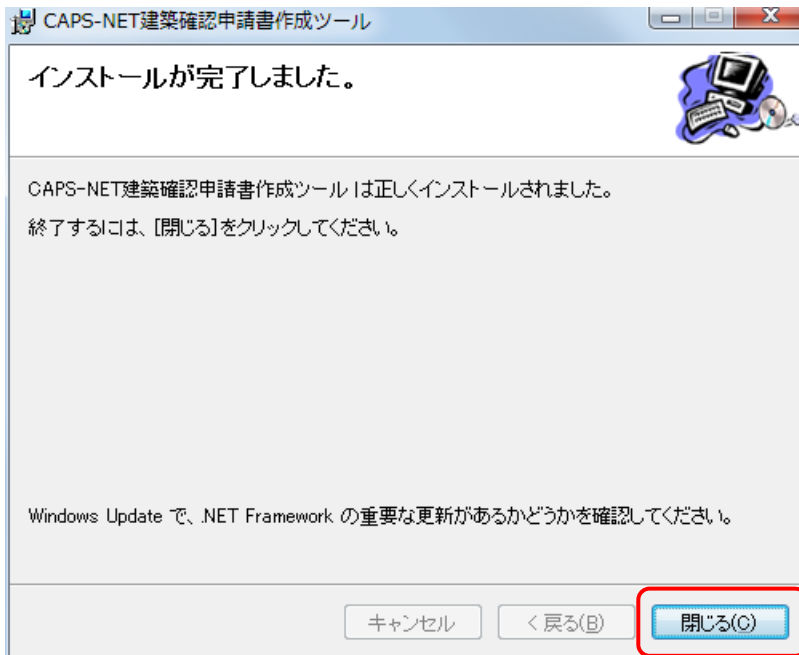 CAPS-NET建築確認申請書作成ツール
インストールが完了しました。
CAPS-NET建築確認申請書作成ツール は正しくインストールされました。
終了するには、[閉じる]をクリックしてください。
Windows Update で、.NET Framework の重要な更新があるかどうかを確認してください。
キャンセル
< 戻る(B)
閉じる(C)